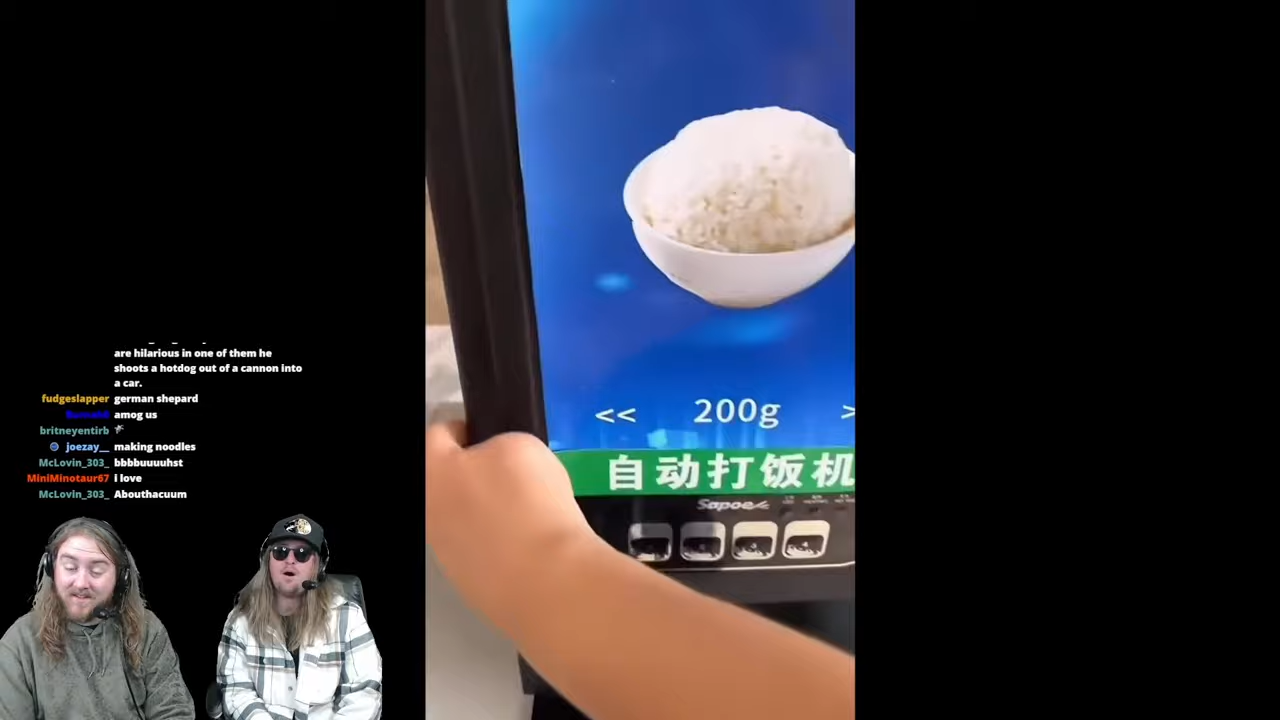 are hilarious in one of them he
shoots a hotdog out of a cannon into
a car.
fudgeslapper german shepard
amog us
britneyentirb
joezay__ making noodles
McLovin_303_ bbbbuuuuhst
MiniMinotaur67 i love
McLovin_303_ Abouthacuum
<< 200g >
自动打饭机
Sapoe